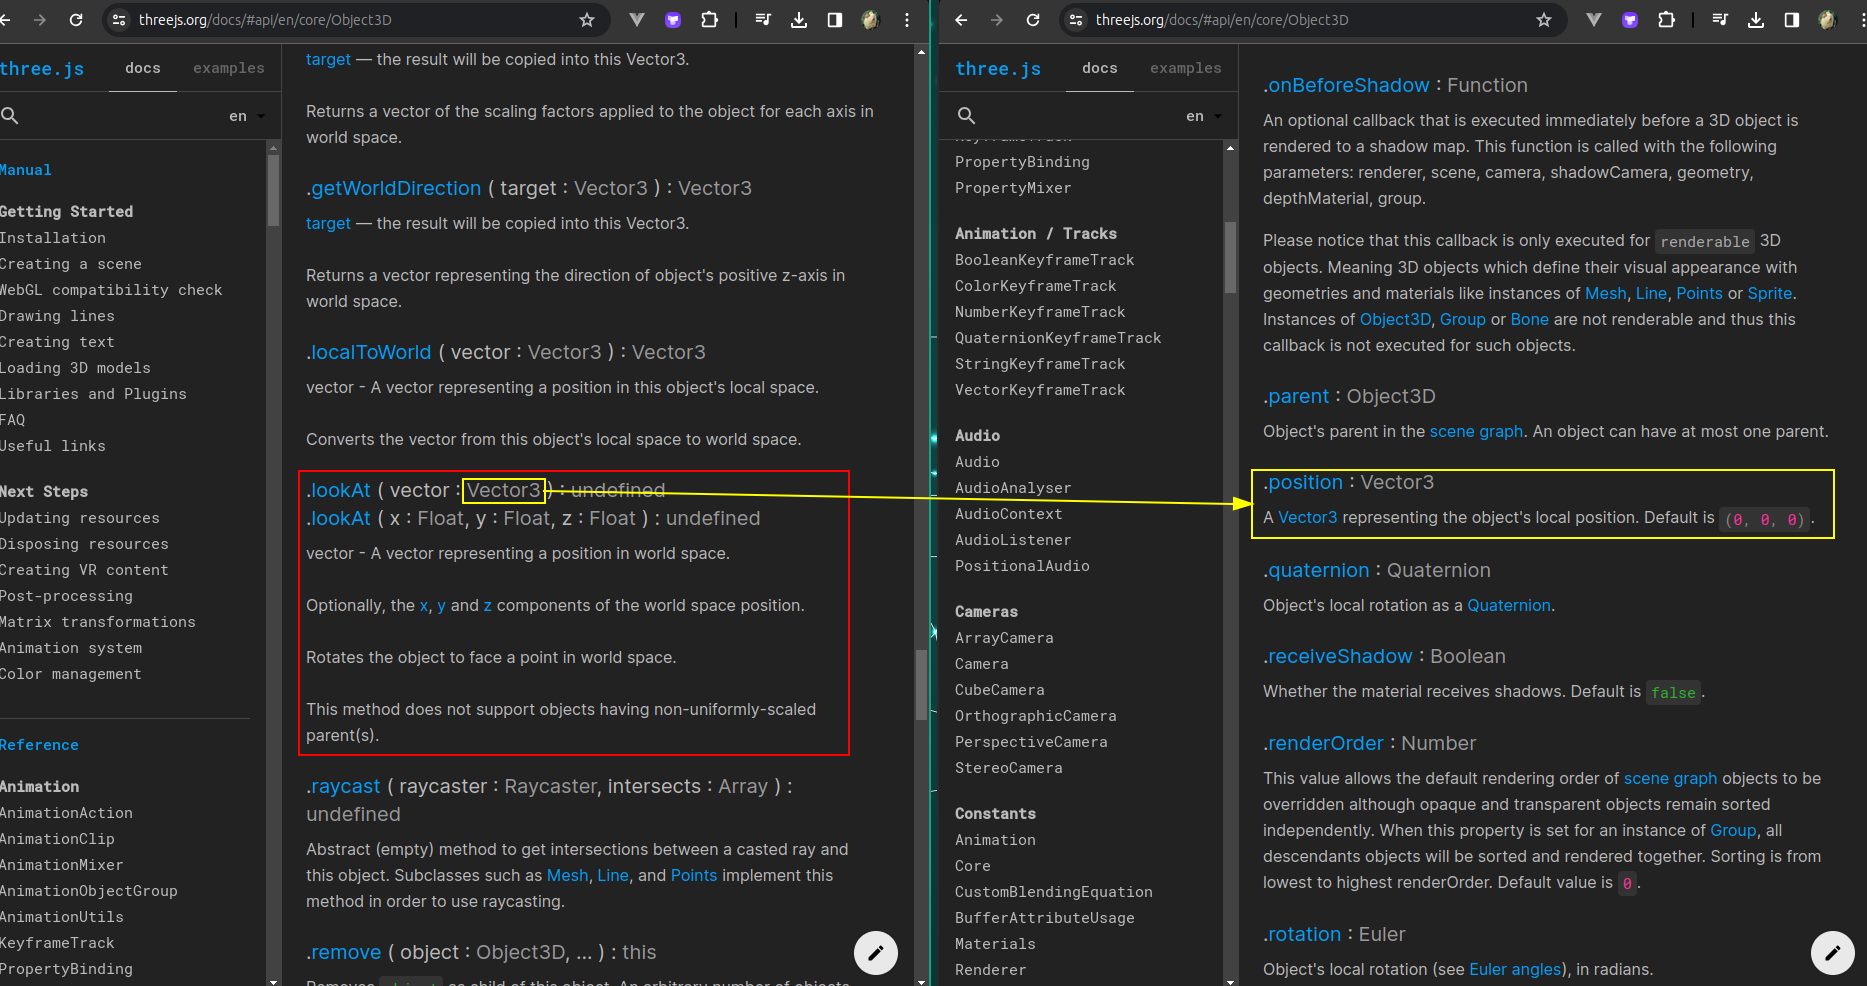 threejs.org/docs/#api/en/core/Object3D
three.js docs examples
en
Manual
Getting Started
Installation
Creating a scene
WebGL compatibility check
Drawing lines
Creating text
Loading 3D models
Libraries and Plugins
FAQ
Useful links
Next Steps
Updating resources
Disposing resources
Creating VR content
Post-processing
Matrix transformations
Animation system
Color management
Reference
Animation
AnimationAction
AnimationClip
AnimationMixer
AnimationObjectGroup
AnimationUtils
KeyframeTrack
PropertyBinding
target — the result will be copied into this Vector3.
Returns a vector of the scaling factors applied to the object for each axis in
world space.
.getWorldDirection ( target : Vector3 ) : Vector3
target — the result will be copied into this Vector3.
Returns a vector representing the direction of object's positive z-axis in
world space.
.localToWorld ( vector : Vector3 ) : Vector3
vector - A vector representing a position in this object's local space.
Converts the vector from this object's local space to world space.
.lookAt ( vector : Vector3 ) : undefined
.lookAt ( x : Float, y : Float, z : Float ) : undefined
vector - A vector representing a position in world space.
Optionally, the x, y and z components of the world space position.
Rotates the object to face a point in world space.
This method does not support objects having non-uniformly-scaled
parent(s).
.raycast ( raycaster : Raycaster, intersects : Array ) :
undefined
Abstract (empty) method to get intersections between a casted ray and
this object. Subclasses such as Mesh, Line, and Points implement this
method in order to use raycasting.
.remove ( object : Object3D, ... ) : this
Removes object as child of this object. An arbitrary number of objects
threejs.org/docs/#api/en/core/Object3D
three.js docs examples
en
KeyframeTrack
PropertyBinding
PropertyMixer
Animation / Tracks
BooleanKeyframeTrack
ColorKeyframeTrack
NumberKeyframeTrack
QuaternionKeyframeTrack
StringKeyframeTrack
VectorKeyframeTrack
Audio
Audio
AudioAnalyser
AudioContext
AudioListener
PositionalAudio
Cameras
ArrayCamera
Camera
CubeCamera
OrthographicCamera
PerspectiveCamera
StereoCamera
Constants
Animation
Core
CustomBlendingEquation
BufferAttributeUsage
Materials
Renderer
.onBeforeShadow : Function
An optional callback that is executed immediately before a 3D object is
rendered to a shadow map. This function is called with the following
parameters: renderer, scene, camera, shadowCamera, geometry,
depthMaterial, group.
Please notice that this callback is only executed for renderable 3D
objects. Meaning 3D objects which define their visual appearance with
geometries and materials like instances of Mesh, Line, Points or Sprite.
Instances of Object3D, Group or Bone are not renderable and thus this
callback is not executed for such objects.
.parent : Object3D
Object's parent in the scene graph. An object can have at most one parent.
.position : Vector3
A Vector3 representing the object's local position. Default is (0, 0, 0).
.quaternion : Quaternion
Object's local rotation as a Quaternion.
.receiveShadow : Boolean
Whether the material receives shadows. Default is false.
.renderOrder : Number
This value allows the default rendering order of scene graph objects to be
overridden although opaque and transparent objects remain sorted
independently. When this property is set for an instance of Group, all
descendants objects will be sorted and rendered together. Sorting is from
lowest to highest renderOrder. Default value is 0.
.rotation : Euler
Object's local rotation (see Euler angles), in radians.